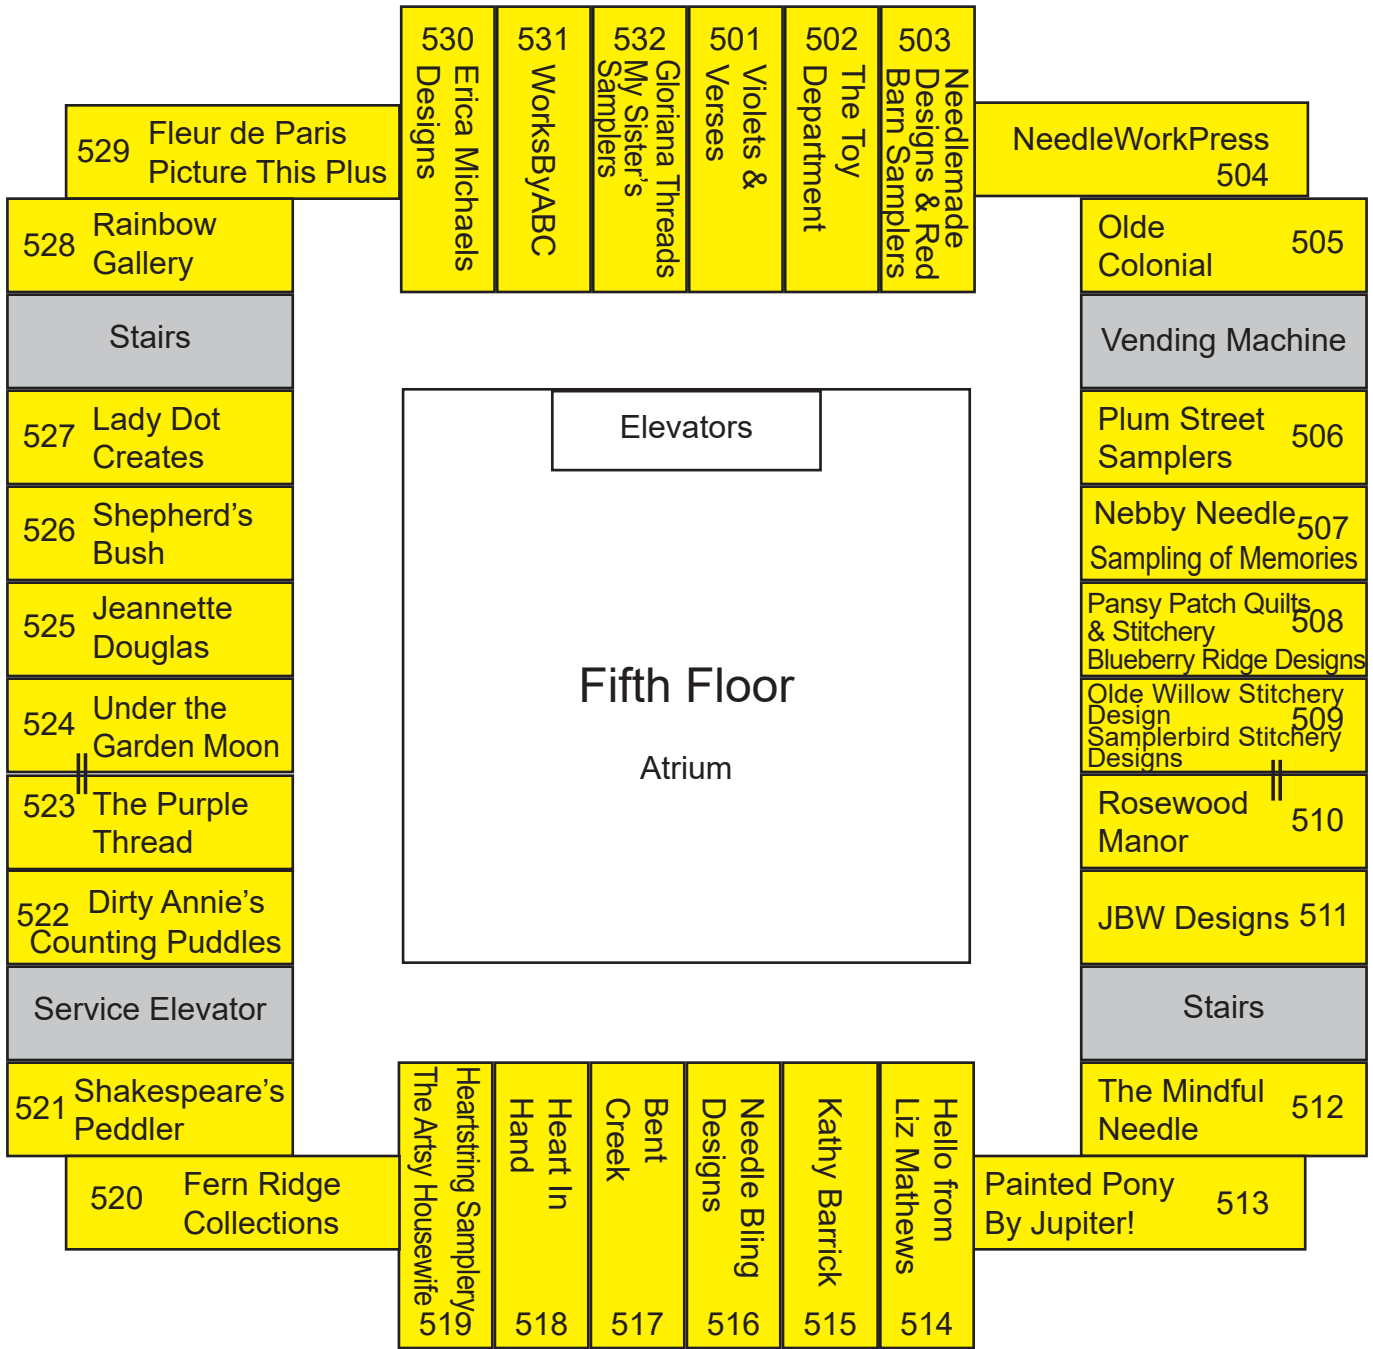 530
Erica Michaels
Designs
531
WorksByABC
532
Gloriana Threads
My Sister’s
Samplers
501
Violets &
Verses
502
The Toy
Department
503
Needlemade
Designs & Red
Barn Samplers
529
Fleur de Paris
Picture This Plus
NeedleWorkPress
504
528
Rainbow
Gallery
Olde
Colonial
505
Stairs
Vending Machine
527
Lady Dot
Creates
Elevators
Plum Street
Samplers
506
526
Shepherd’s
Bush
Nebby Needle
507
Sampling of Memories
525
Jeannette
Douglas
Pansy Patch Quilts
& Stitchery
508
Blueberry Ridge Designs
Fifth Floor
Atrium
524
Under the
Garden Moon
Olde Willow Stitchery
Design
509
Samplerbird Stitchery
Designs
523
The Purple
Thread
Rosewood
Manor
510
522
Dirty Annie’s
Counting Puddles
JBW Designs 511
Service Elevator
Stairs
521
Shakespeare’s
Peddler
The Mindful
Needle
512
520
Fern Ridge
Collections
Heartstring Samplery
The Artsy Housewife
519
Heart In
Hand
518
Bent
Creek
517
Needle Bling
Designs
516
Kathy Barrick
515
Hello from
Liz Mathews
514
Painted Pony
By Jupiter!
513